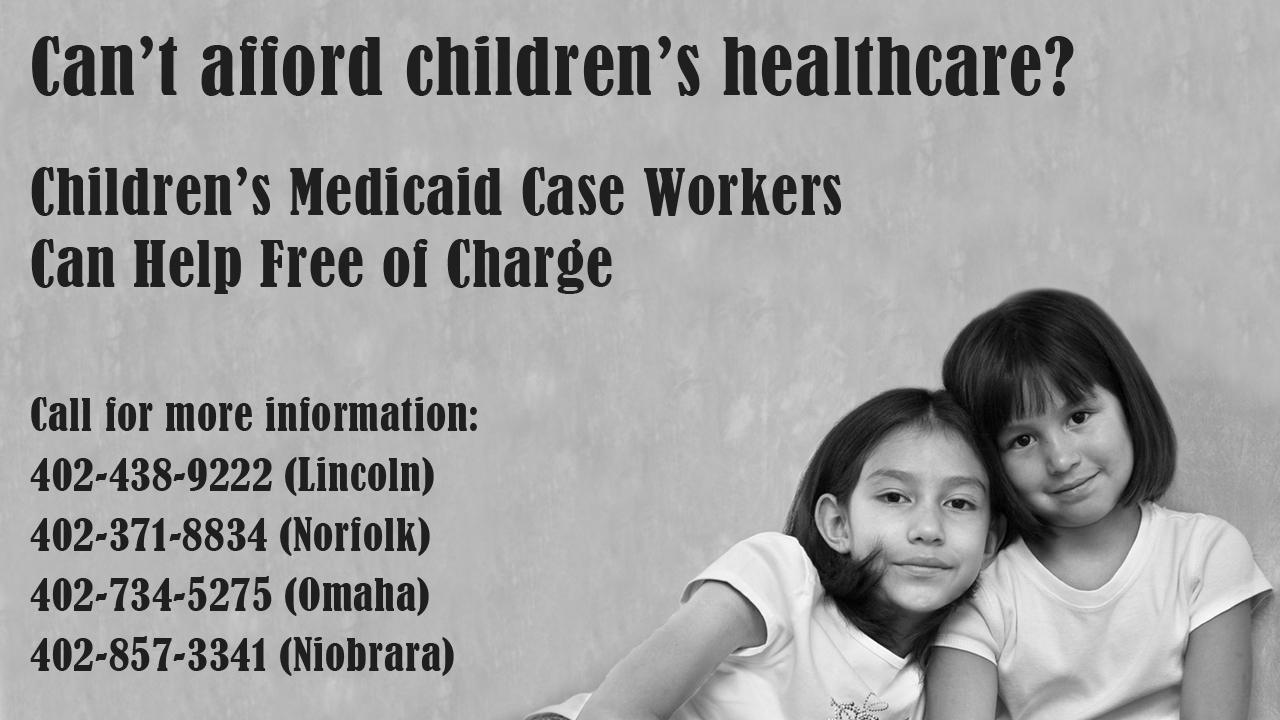 Can’t afford children’s healthcare?
Children’s Medicaid Case Workers
Can Help Free of Charge
Call for more information:
402-438-9222 (Lincoln)
402-371-8834 (Norfolk)
402-734-5275 (Omaha)
402-857-3341 (Niobrara)